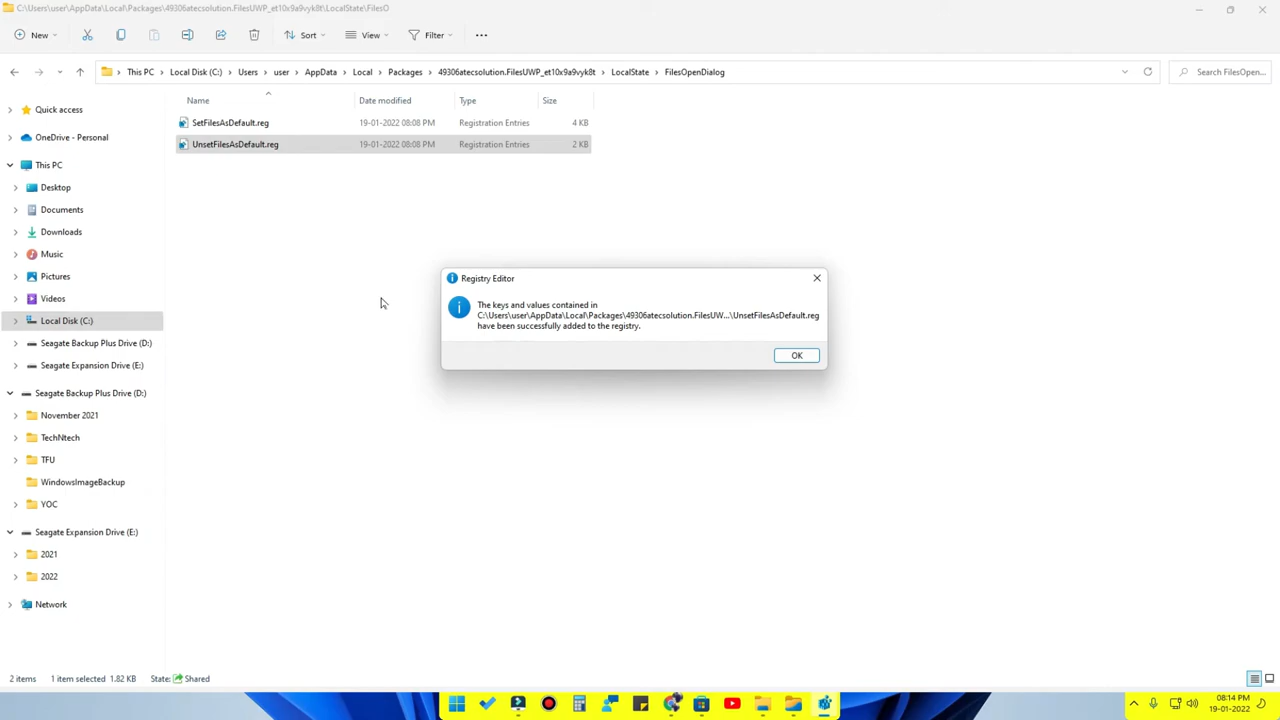 C:\Users\user\AppData\Local\Packages\49306atecsolution.FilesUWP_et10x9a9vyk8t\LocalState\FilesO
New
Sort
View
Filter
This PC
Local Disk (C:)
Users
user
AppData
Local
Packages
49306atecsolution.FilesUWP_et10x9a9vyk8t
LocalState
FilesOpenDialog
Search FilesOpen...
Name
Date modified
Type
Size
SetFilesAsDefault.reg
19-01-2022 08:08 PM
Registration Entries
4 KB
UnsetFilesAsDefault.reg
19-01-2022 08:08 PM
Registration Entries
2 KB
Quick access
OneDrive - Personal
This PC
Desktop
Documents
Downloads
Music
Pictures
Videos
Local Disk (C:)
Seagate Backup Plus Drive (D:)
Seagate Expansion Drive (E:)
Seagate Backup Plus Drive (D:)
November 2021
TechNtech
TFU
WindowsImageBackup
YOC
Seagate Expansion Drive (E:)
2021
2022
Network
Registry Editor
The keys and values contained in
C:\Users\user\AppData\Local\Packages\49306atecsolution.FilesUW...\UnsetFilesAsDefault.reg
have been successfully added to the registry.
OK
2 items
1 item selected 1.82 KB
State: Shared
08:14 PM
19-01-2022